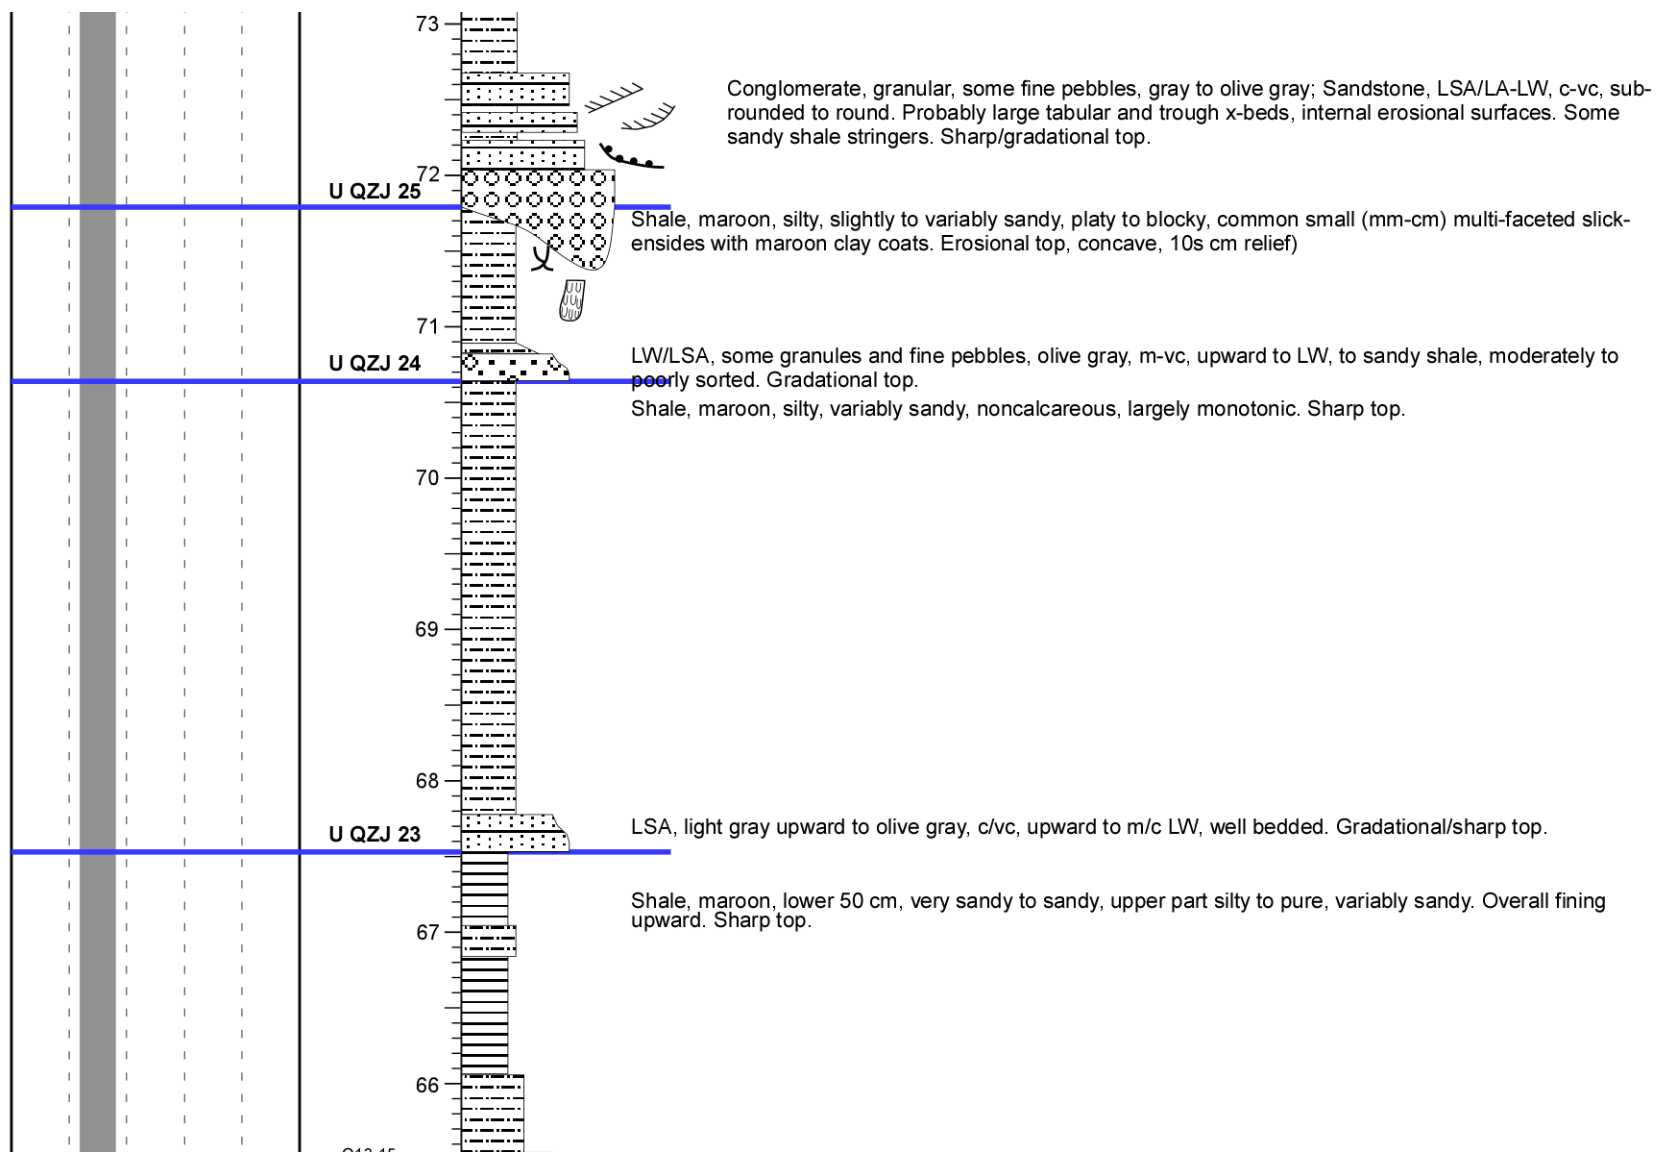 73
Conglomerate, granular, some fine pebbles, gray to olive gray; Sandstone, LSA/LA-LW, c-vc, sub-
rounded to round. Probably large tabular and trough x-beds, internal erosional surfaces. Some
sandy shale stringers. Sharp/gradational top.
72
U QZJ 25
Shale, maroon, silty, slightly to variably sandy, platy to blocky, common small (mm-cm) multi-faceted slick-
ensides with maroon clay coats. Erosional top, concave, 10s cm relief)
71
U QZJ 24
LW/LSA, some granules and fine pebbles, olive gray, m-vc, upward to LW, to sandy shale, moderately to
poorly sorted. Gradational top.
Shale, maroon, silty, variably sandy, noncalcareous, largely monotonic. Sharp top.
70
69
68
U QZJ 23
LSA, light gray upward to olive gray, c/vc, upward to m/c LW, well bedded. Gradational/sharp top.
Shale, maroon, lower 50 cm, very sandy to sandy, upper part silty to pure, variably sandy. Overall fining
upward. Sharp top.
67
66